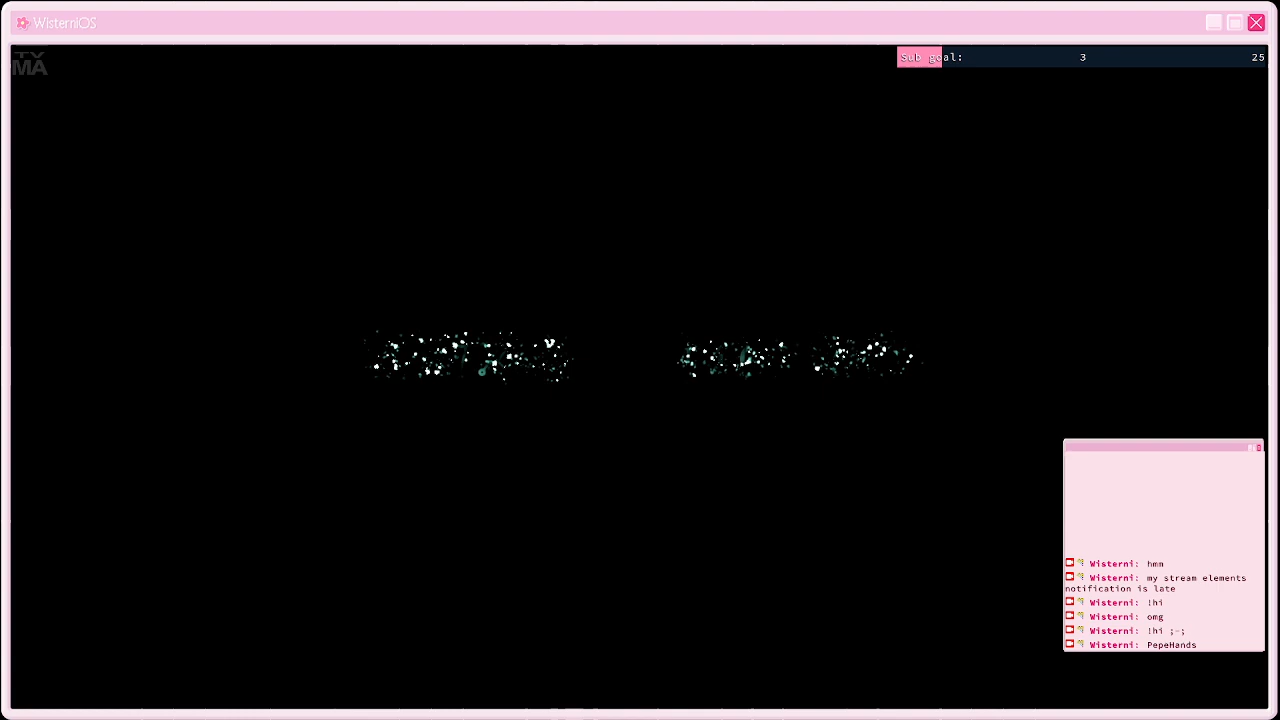 WisterniOS
TV
MA
Sub goal: 3 25
Wisterni: hmm
Wisterni: my stream elements
notification is late
Wisterni: !hi
Wisterni: omg
Wisterni: !hi ;-;
Wisterni: PepeHands